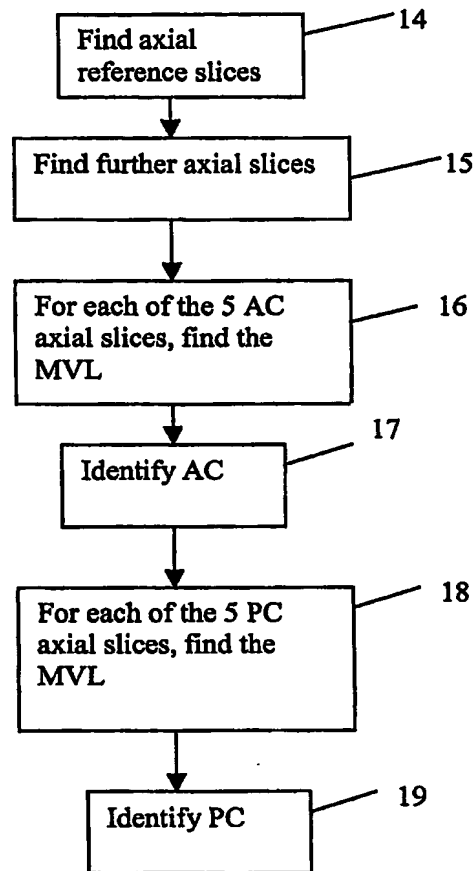 Find axial
reference slices
14
Find further axial slices
15
For each of the 5 AC
axial slices, find the
MVL
16
Identify AC
17
For each of the 5 PC
axial slices, find the
MVL
18
Identify PC
19